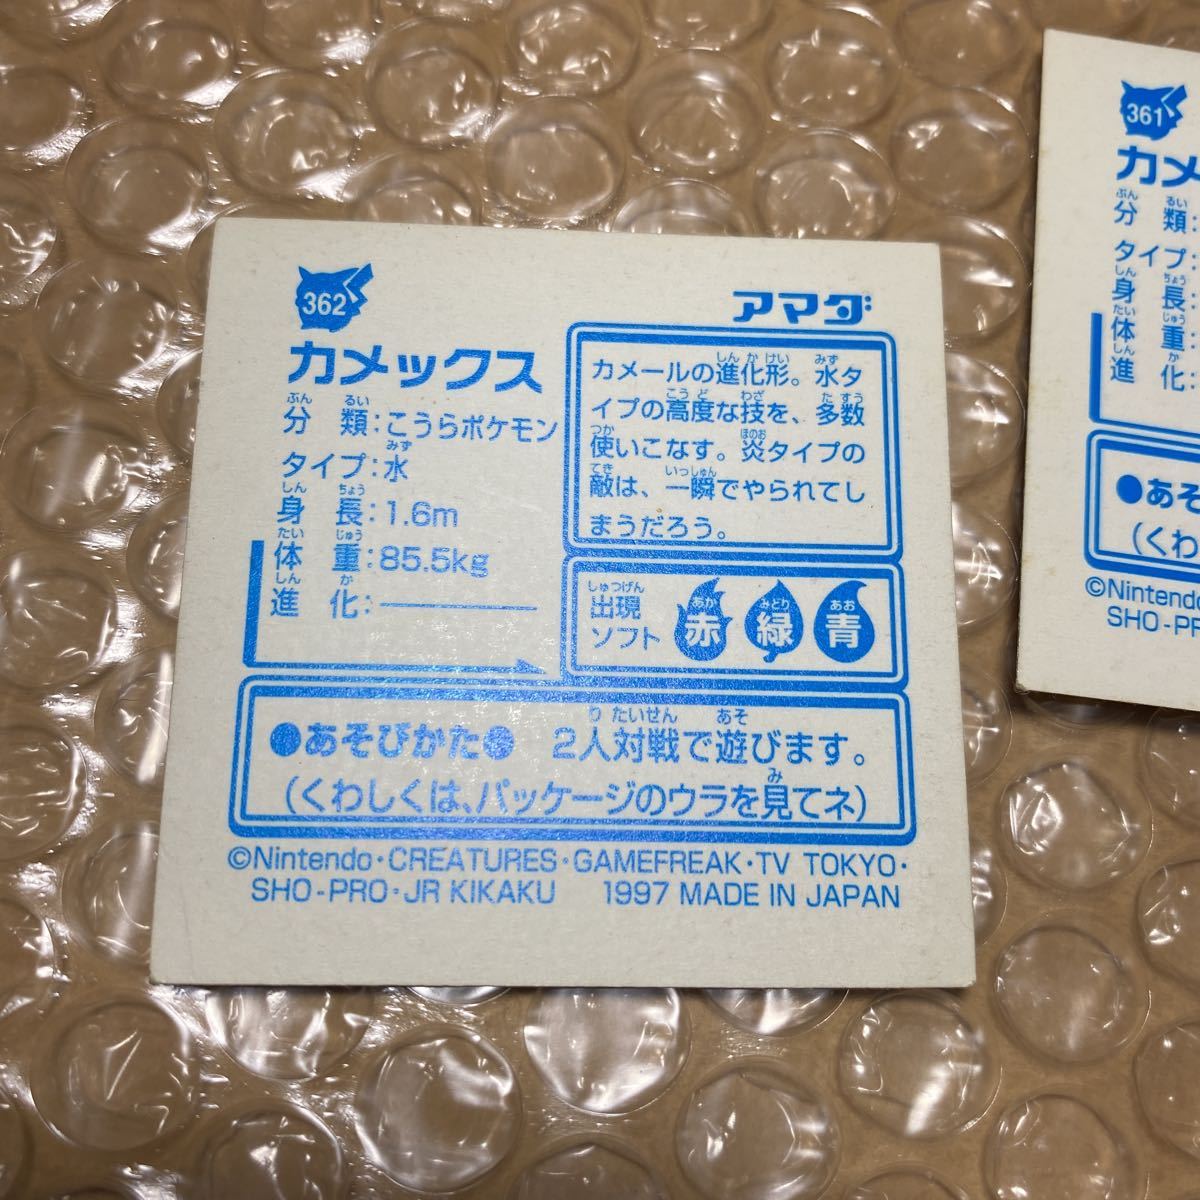 362
アマダ
カメックス
分類：こうらポケモン
タイプ：水
身長：1.6m
体重：85.5kg
進化：
カメールの進化形。水タ
イプの高度な技を、多数
使いこなす。炎タイプの
敵は、一瞬でやられてし
まうだろう。
出現
ソフト
赤 緑 青
●あそびかた● 2人対戦で遊びます。
(くわしくは、パッケージのウラを見てネ)
©Nintendo・CREATURES・GAMEFREAK・TV TOKYO・
SHO-PRO・JR KIKAKU 1997 MADE IN JAPAN
361
カメ
分類：
タイプ：
身長：
体重：
進化：
●あそ
(くわ
©Nintendo
SHO-PR